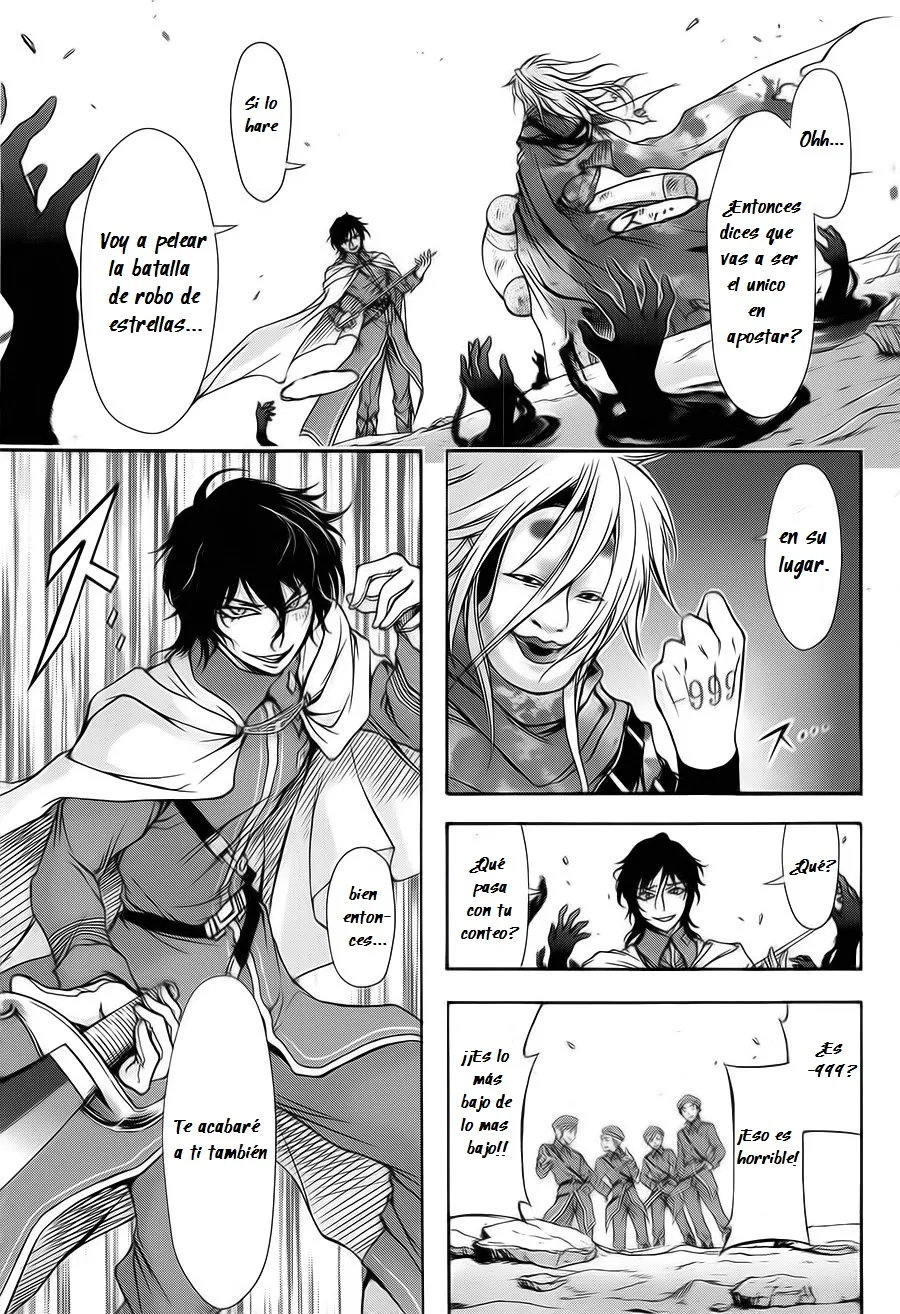 Ohh...
¿Entonces
dices que
vas a ser
el unico
en
apostar?
Si lo
hare
Voy a pelear
la batalla
de robo de
estrellas...
en su
lugar.
-999
ス...
¿Qué?
¿Qué
pasa
con tu
conteo?
¿Es
-999?
¡Eso es
horrible!
¡¡Es lo
más
bajo de
lo mas
bajo!!
ス...
bien
enton-
ces...
Te acabaré
a ti también